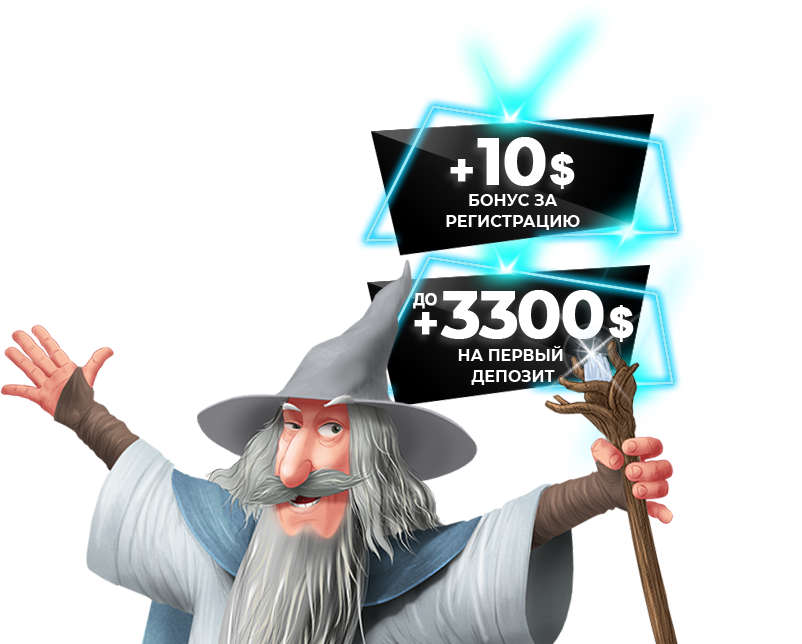 +10$
БОНУС ЗА
РЕГИСТРАЦИЮ
ДО
+3300$
НА ПЕРВЫЙ
ДЕПОЗИТ